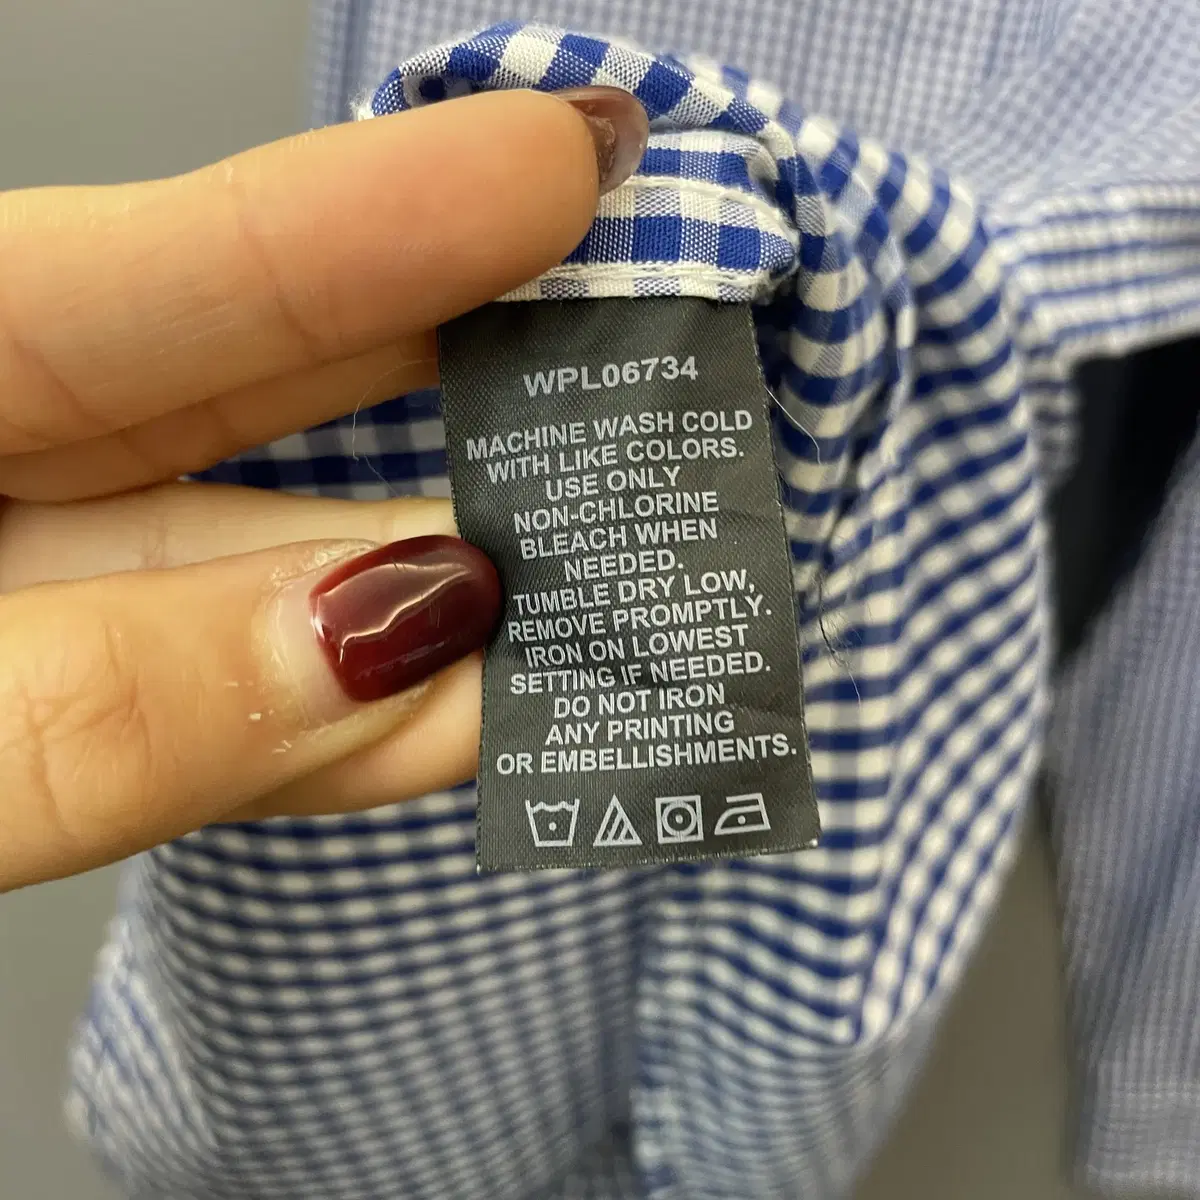 WPL06734
MACHINE WASH COLD
WITH LIKE COLORS.
USE ONLY
NON-CHLORINE
BLEACH WHEN
NEEDED.
TUMBLE DRY LOW,
REMOVE PROMPTLY.
IRON ON LOWEST
SETTING IF NEEDED.
DO NOT IRON
ANY PRINTING
OR EMBELLISHMENTS.